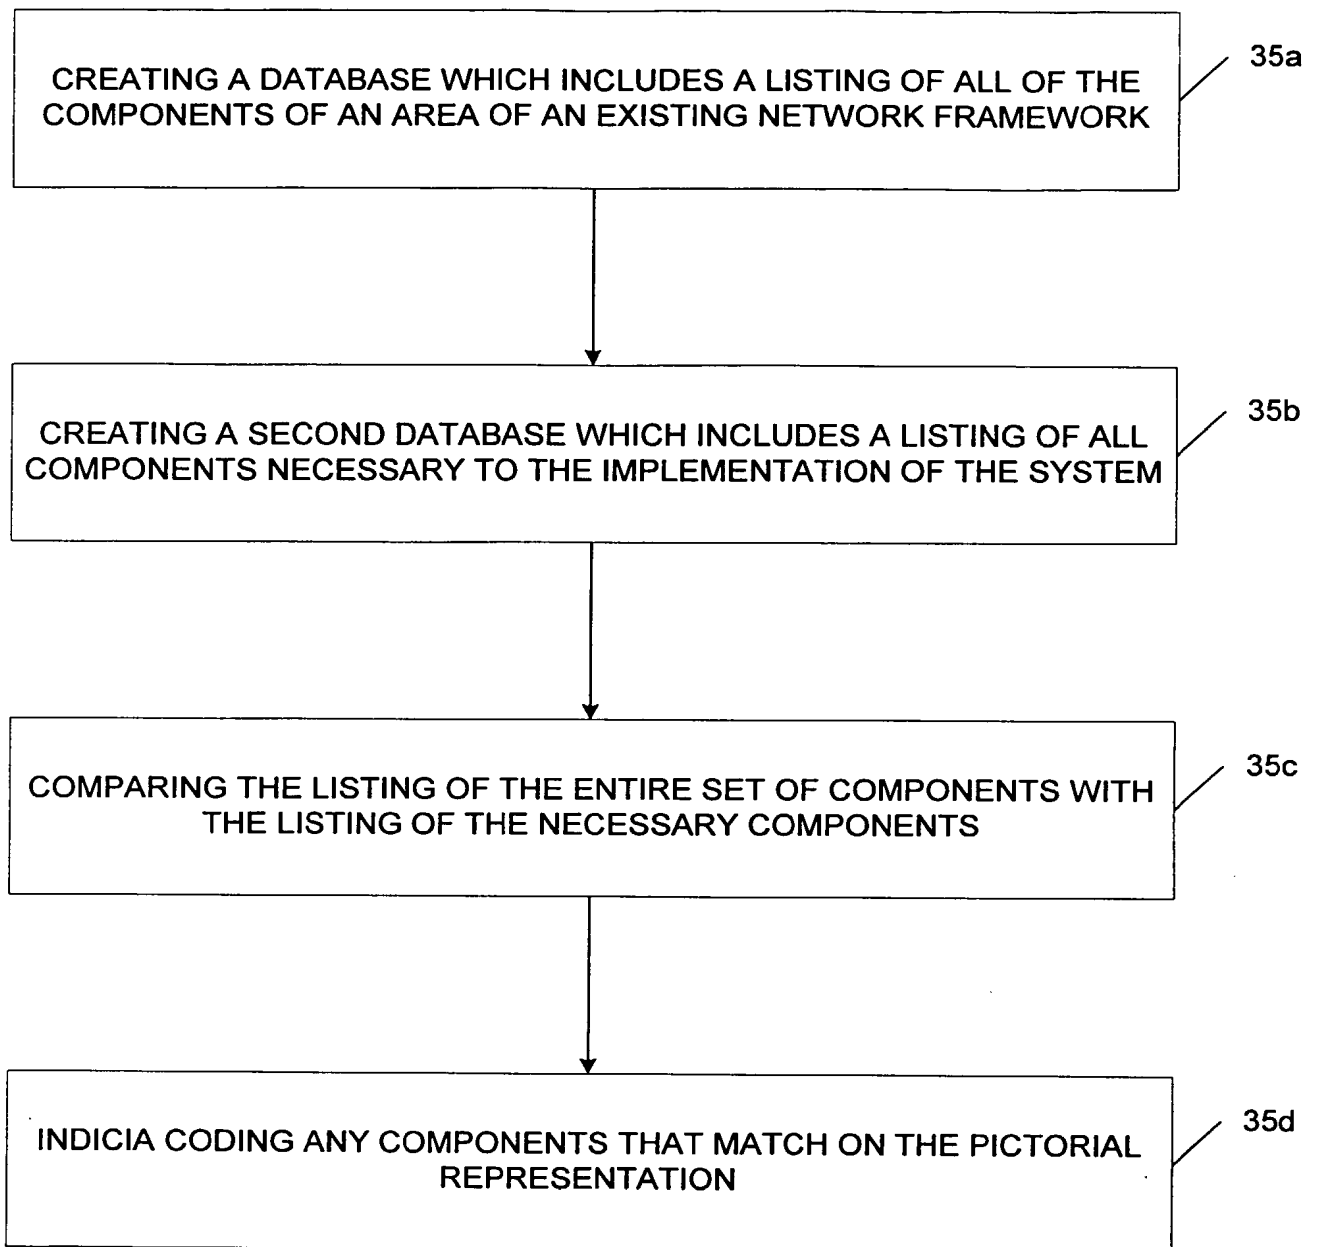 35a
CREATING A DATABASE WHICH INCLUDES A LISTING OF ALL OF THE
COMPONENTS OF AN AREA OF AN EXISTING NETWORK FRAMEWORK
35b
CREATING A SECOND DATABASE WHICH INCLUDES A LISTING OF ALL
COMPONENTS NECESSARY TO THE IMPLEMENTATION OF THE SYSTEM
35c
COMPARING THE LISTING OF THE ENTIRE SET OF COMPONENTS WITH
THE LISTING OF THE NECESSARY COMPONENTS
35d
INDICIA CODING ANY COMPONENTS THAT MATCH ON THE PICTORIAL
REPRESENTATION